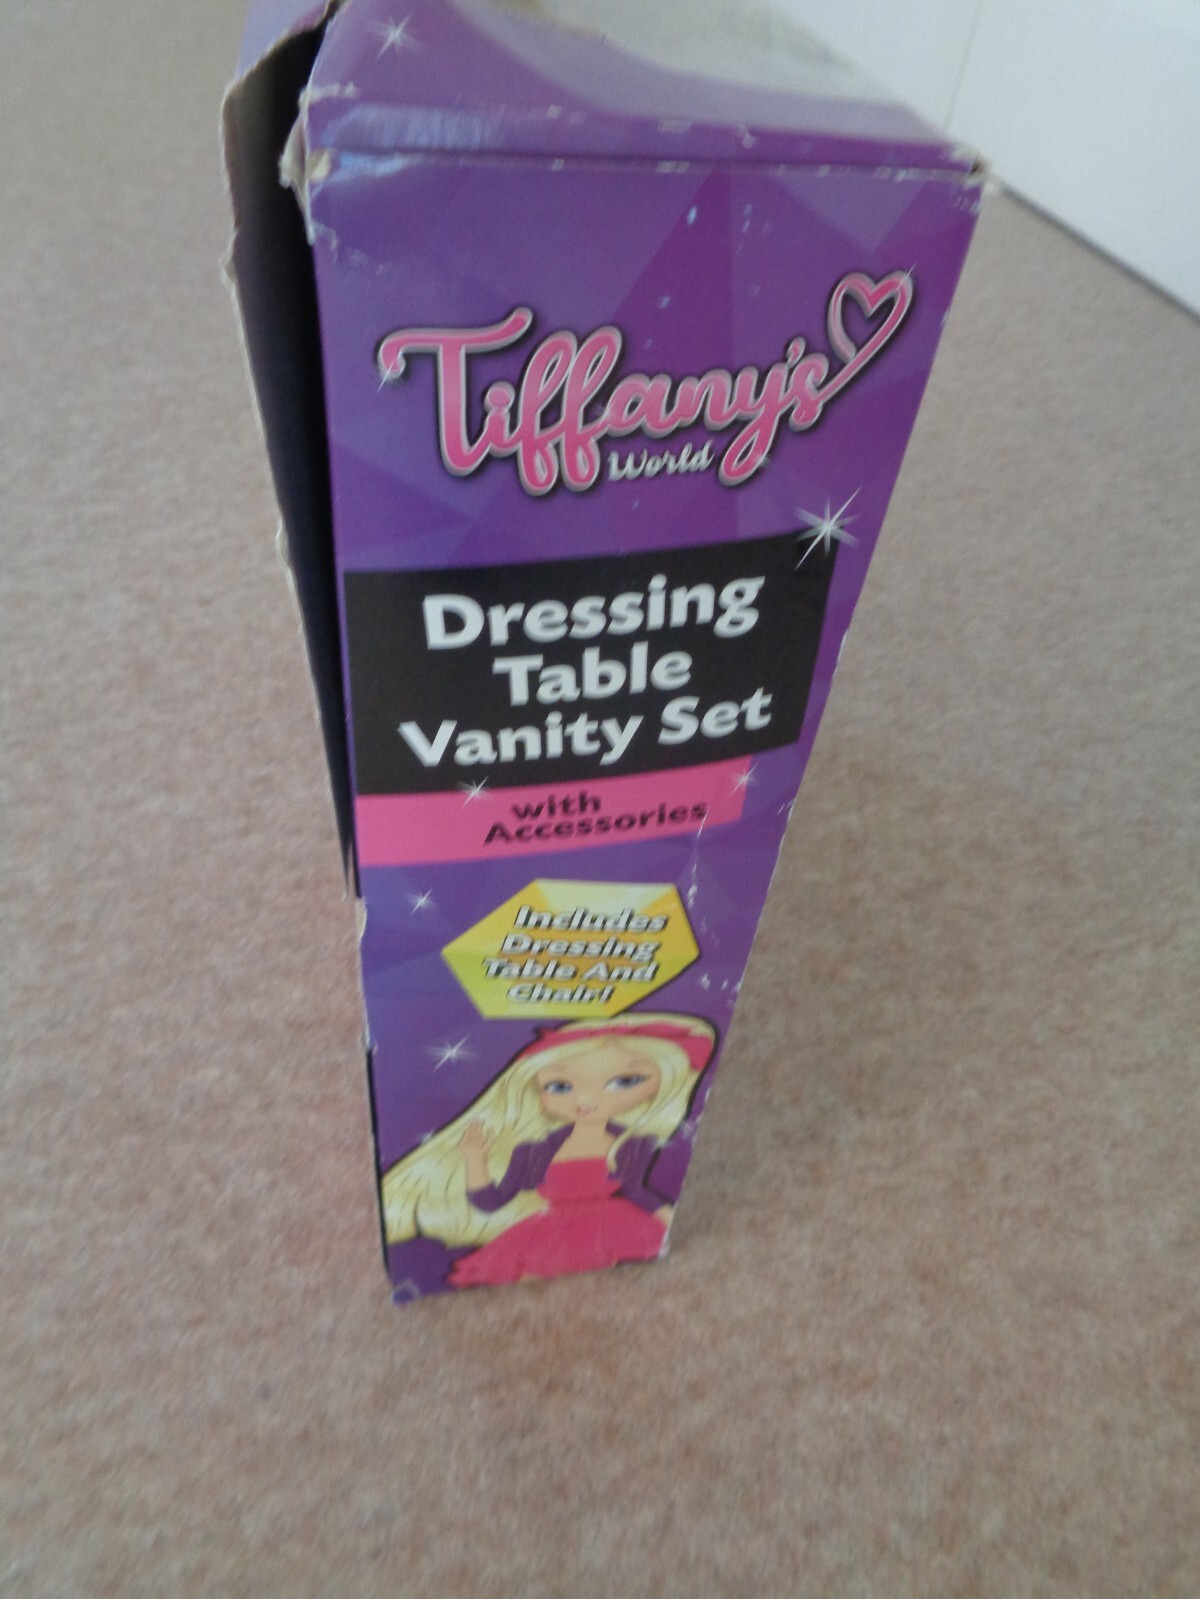 Tiffany's
World
Dressing
Table
Vanity Set
with
Accessories
Includes
Dressing
Table And
Chair!